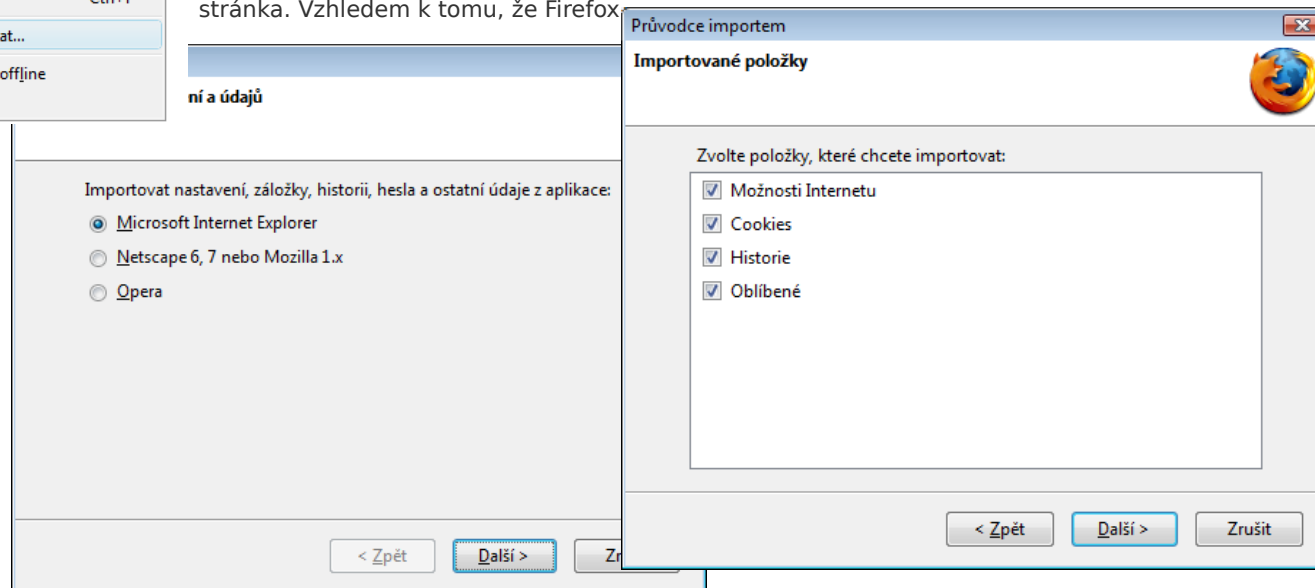 stránka. Vzhledem k tomu, že Firefox
at...
offline
ní a údajů
Importovat nastavení, záložky, historii, hesla a ostatní údaje z aplikace:
Microsoft Internet Explorer
Netscape 6, 7 nebo Mozilla 1.x
Opera
< Zpět
Další >
Zr
Průvodce importem
Importované položky
Zvolte položky, které chcete importovat:
Možnosti Internetu
Cookies
Historie
Oblíbené
< Zpět
Další >
Zrušit